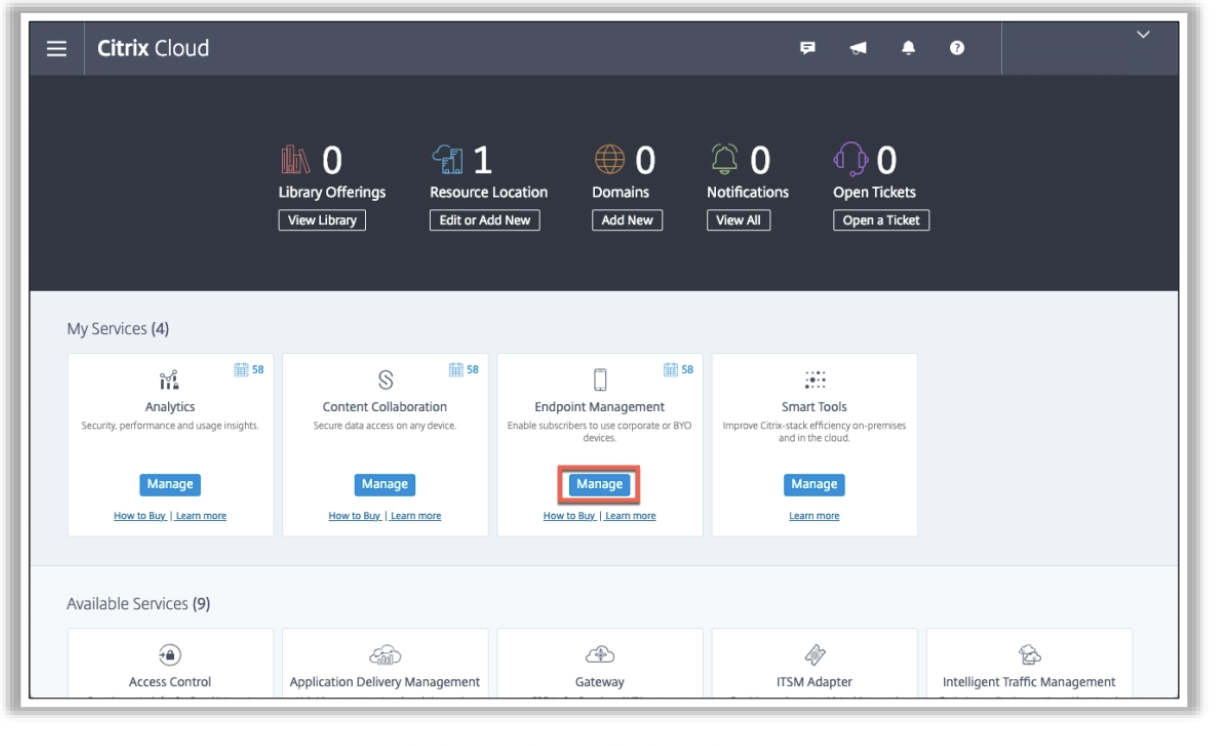 Citrix Cloud
0 1 0 0 0
Library Offerings Resource Location Domains Notifications Open Tickets
View Library Edit or Add New Add New View All Open a Ticket
My Services (4)
58 58 58
Analytics Content Collaboration Endpoint Management Smart Tools
Security, performance and usage insights. Secure data access on any device. Enable subscribers to use corporate or BYO Improve Citrix-stack efficiency on-premises
devices. and in the cloud.
Manage Manage Manage Manage
How to Buy | Learn more How to Buy | Learn more How to Buy | Learn more Learn more
Available Services (9)
Access Control Application Delivery Management Gateway ITSM Adapter Intelligent Traffic Management